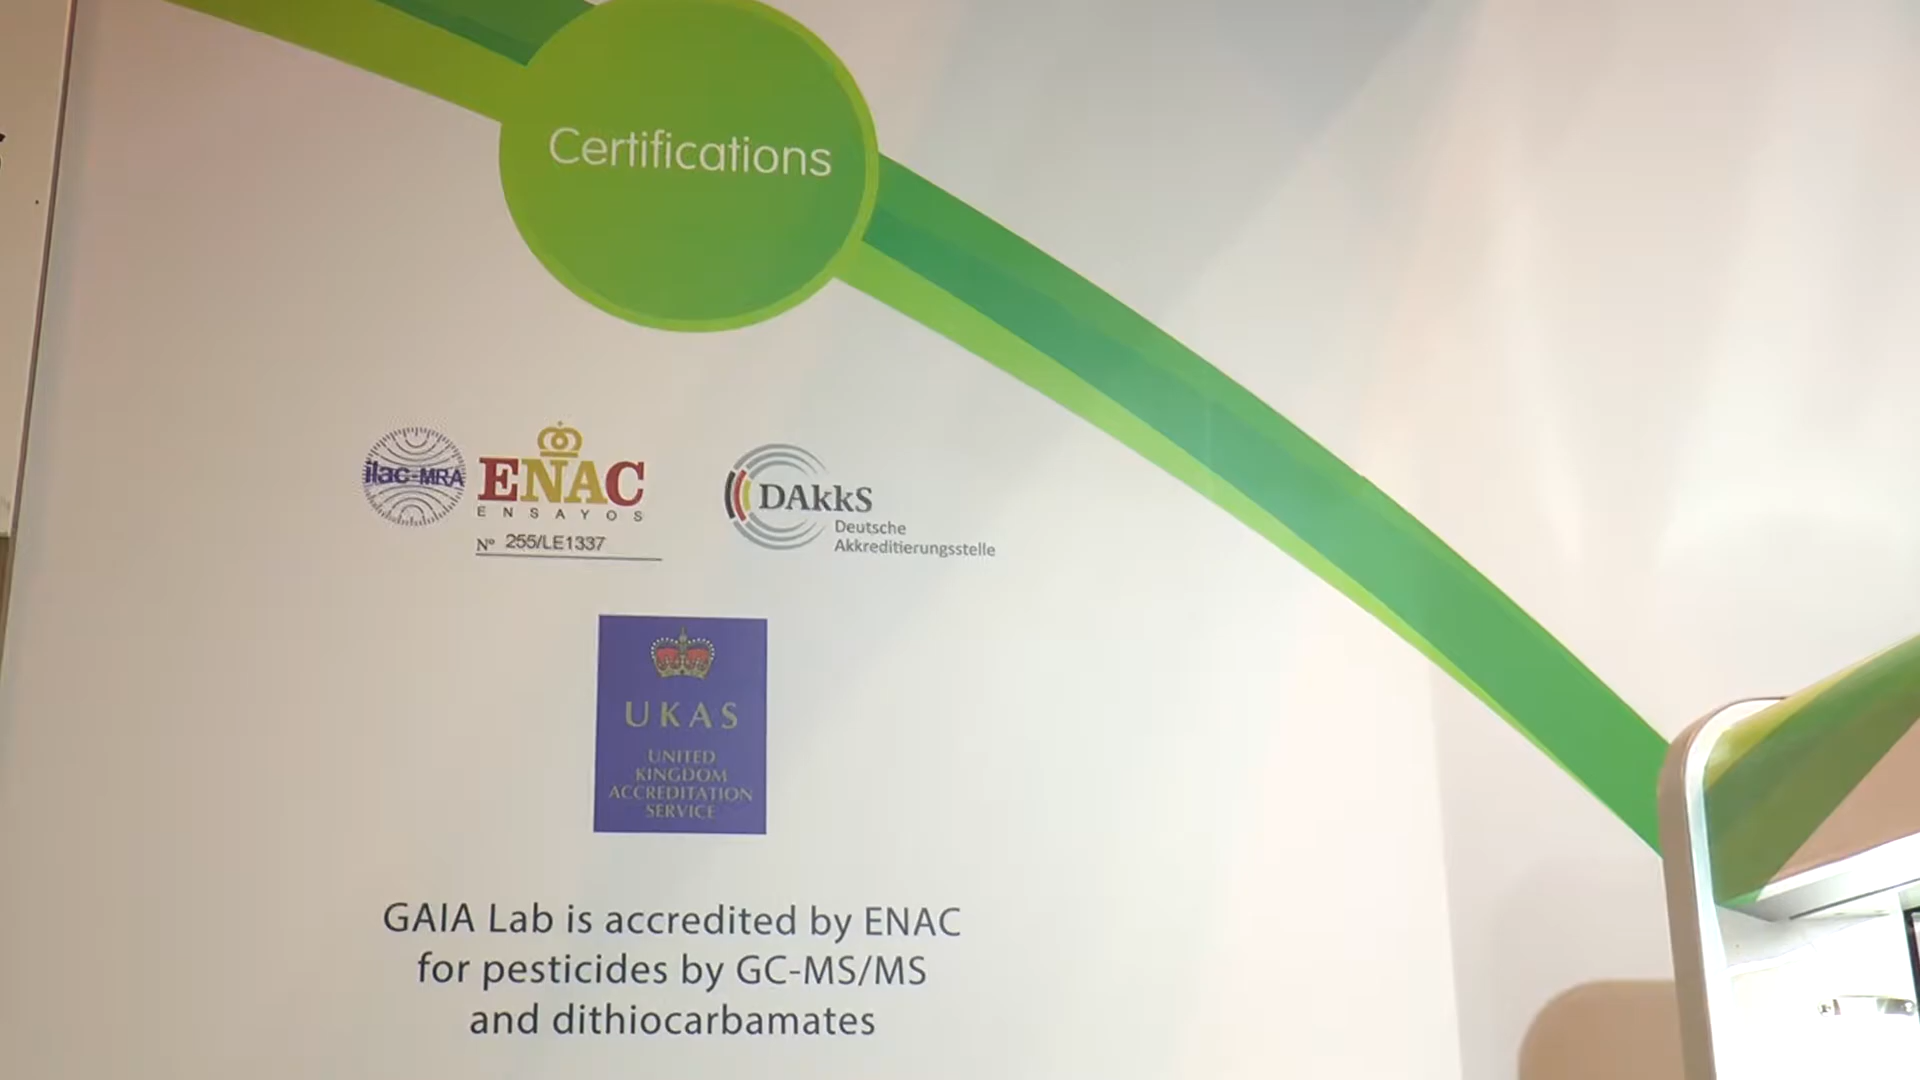 Certifications
ilac-MRA
ENAC
ENSAYOS
Nº 255/LE1337
DAkkS
Deutsche
Akkreditierungsstelle
UKAS
UNITED
KINGDOM
ACCREDITATION
SERVICE
GAIA Lab is accredited by ENAC
for pesticides by GC-MS/MS
and dithiocarbamates